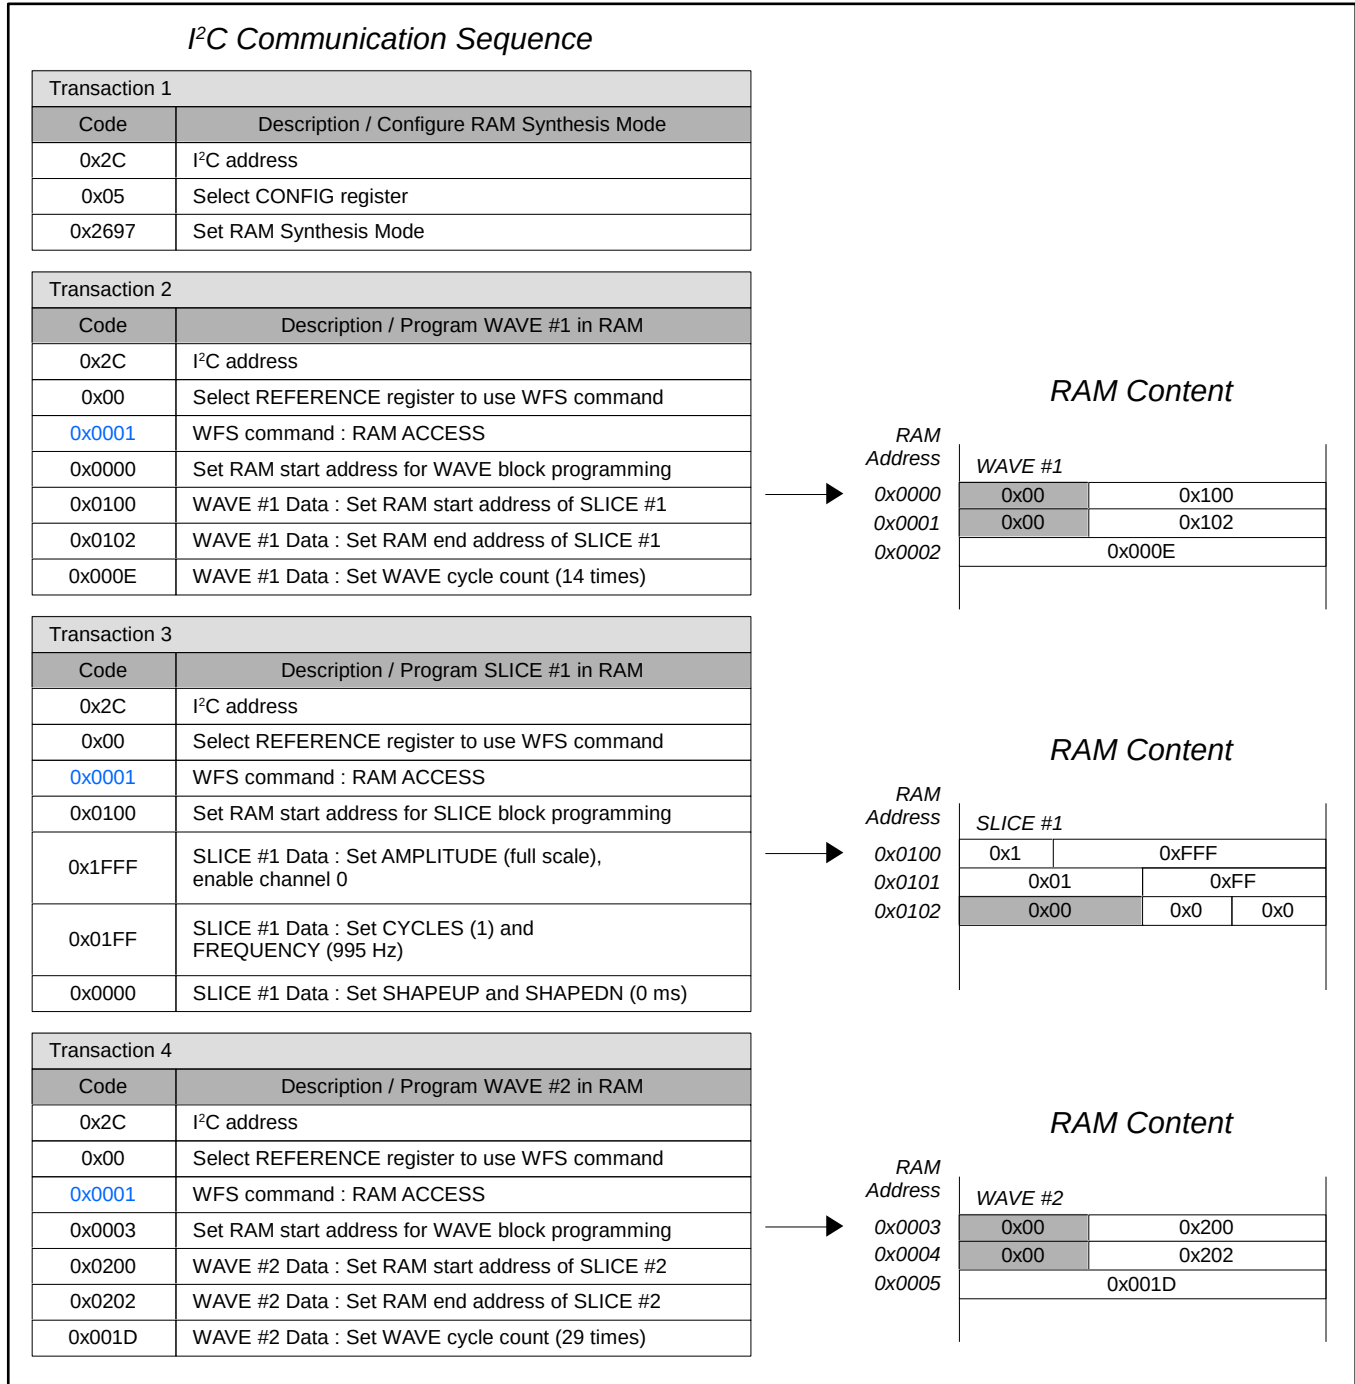 I²C Communication Sequence
Transaction 1
Code Description / Configure RAM Synthesis Mode
0x2C I²C address
0x05 Select CONFIG register
0x2697 Set RAM Synthesis Mode
Transaction 2
Code Description / Program WAVE #1 in RAM
0x2C I²C address
0x00 Select REFERENCE register to use WFS command
0x0001 WFS command : RAM ACCESS
0x0000 Set RAM start address for WAVE block programming
0x0100 WAVE #1 Data : Set RAM start address of SLICE #1
0x0102 WAVE #1 Data : Set RAM end address of SLICE #1
0x000E WAVE #1 Data : Set WAVE cycle count (14 times)
RAM Content
RAM
Address
WAVE #1
0x0000 0x00 0x100
0x0001 0x00 0x102
0x0002 0x000E
Transaction 3
Code Description / Program SLICE #1 in RAM
0x2C I²C address
0x00 Select REFERENCE register to use WFS command
0x0001 WFS command : RAM ACCESS
0x0100 Set RAM start address for SLICE block programming
0x1FFF SLICE #1 Data : Set AMPLITUDE (full scale),
enable channel 0
0x01FF SLICE #1 Data : Set CYCLES (1) and
FREQUENCY (995 Hz)
0x0000 SLICE #1 Data : Set SHAPEUP and SHAPEDN (0 ms)
RAM Content
RAM
Address
SLICE #1
0x0100 0x1 0xFFF
0x0101 0x01 0xFF
0x0102 0x00 0x0 0x0
Transaction 4
Code Description / Program WAVE #2 in RAM
0x2C I²C address
0x00 Select REFERENCE register to use WFS command
0x0001 WFS command : RAM ACCESS
0x0003 Set RAM start address for WAVE block programming
0x0200 WAVE #2 Data : Set RAM start address of SLICE #2
0x0202 WAVE #2 Data : Set RAM end address of SLICE #2
0x001D WAVE #2 Data : Set WAVE cycle count (29 times)
RAM Content
RAM
Address
WAVE #2
0x0003 0x00 0x200
0x0004 0x00 0x202
0x0005 0x001D